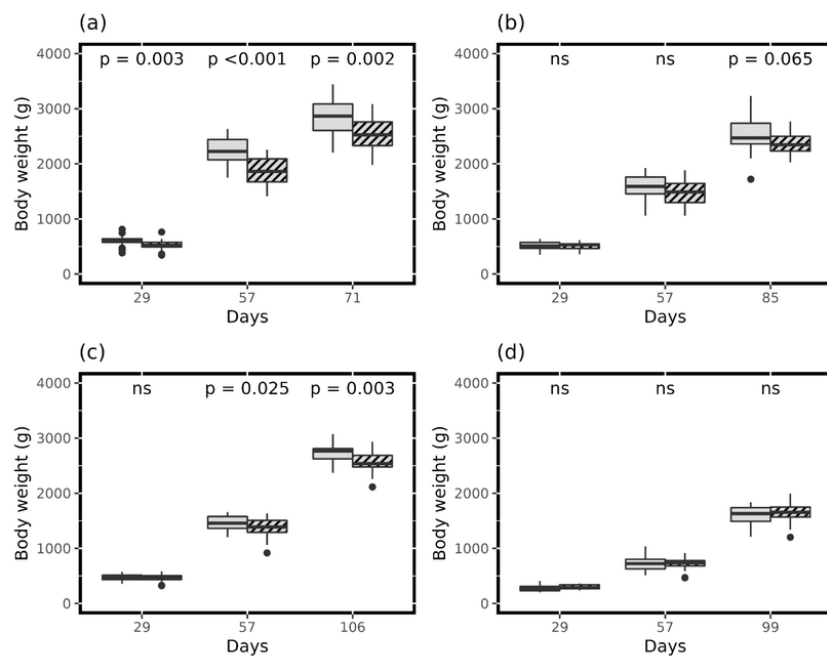 (a)
p = 0.003 p <0.001 p = 0.002
4000
3000
2000
1000
0
Body weight (g)
29 57 71
Days
(b)
ns ns p = 0.065
4000
3000
2000
1000
0
Body weight (g)
29 57 85
Days
(c)
ns p = 0.025 p = 0.003
4000
3000
2000
1000
0
Body weight (g)
29 57 106
Days
(d)
ns ns ns
4000
3000
2000
1000
0
Body weight (g)
29 57 99
Days